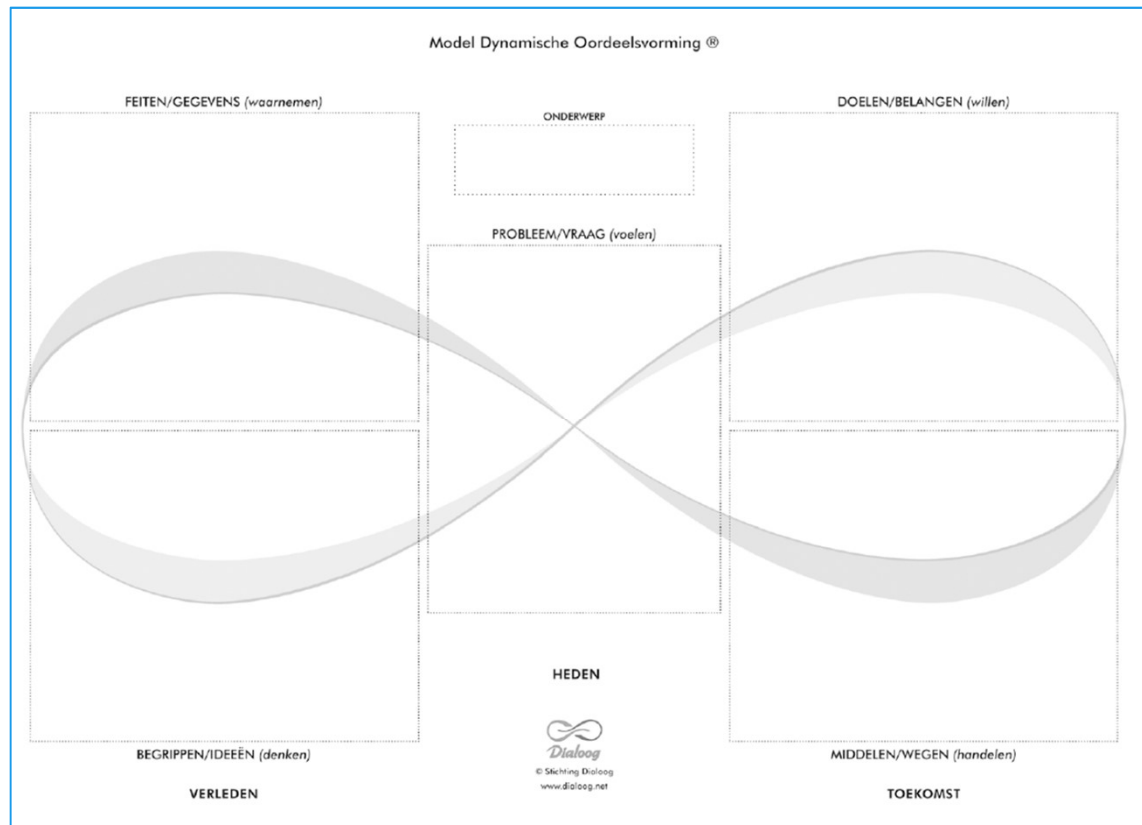 Model Dynamische Oordeelsvorming ®
FEITEN/GEGEVENS (waarnemen)
ONDERWERP
DOELEN/BELANGEN (willen)
PROBLEEM/VRAAG (voelen)
HEDEN
BEGRIPPEN/IDEEËN (denken)
VERLEDEN
Dialoog
© Stichting Dialoog
www.dialoog.net
MIDDELEN/WEGEN (handelen)
TOEKOMST